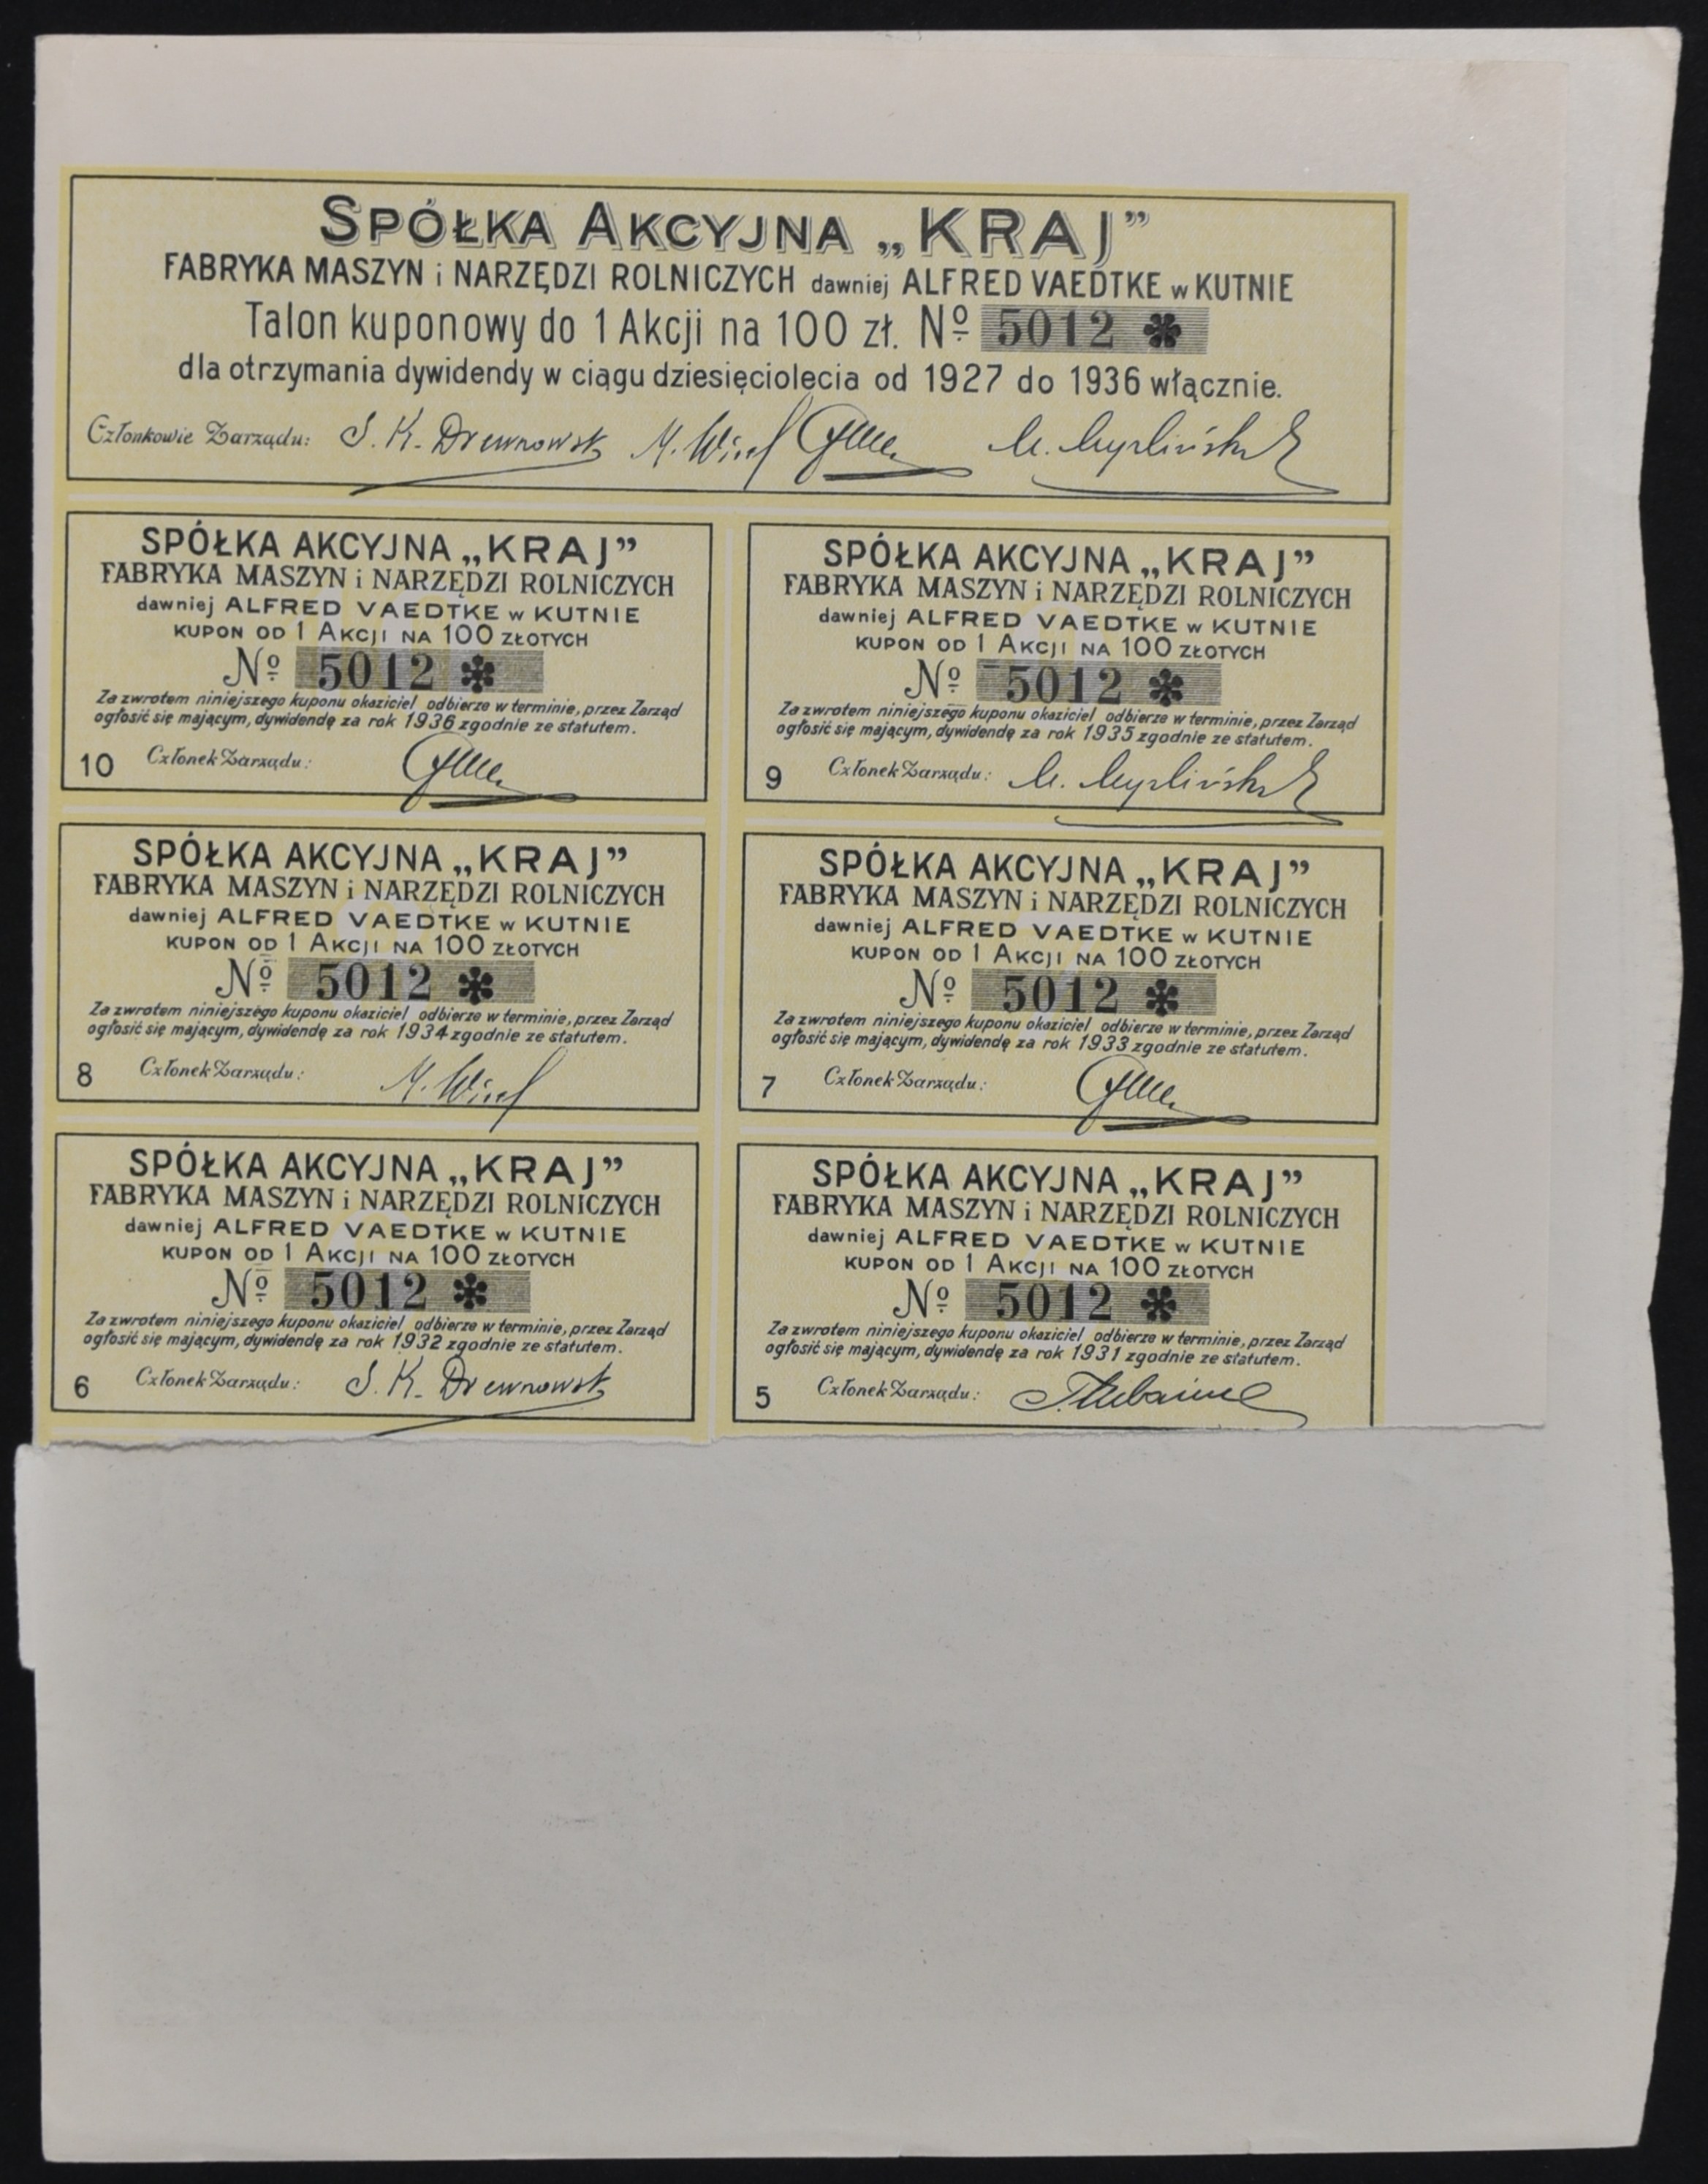 SPÓŁKA AKCYJNA „KRAJ”
FABRYKA MASZYN i NARZĘDZI ROLNICZYCH dawniej ALFRED VAEDTKE w KUTNIE
Talon kuponowy do 1 Akcji na 100 zł. Nº 5012 ✻
dla otrzymania dywidendy w ciągu dziesięciolecia od 1927 do 1936 włącznie.
Członkowie Zarządu: S. K. Drewnowsk
SPÓŁKA AKCYJNA „KRAJ”
FABRYKA MASZYN i NARZĘDZI ROLNICZYCH
dawniej ALFRED VAEDTKE w KUTNIE
KUPON OD 1 AKCJI NA 100 ZŁOTYCH
Nº 5012 ✻
Za zwrotem niniejszego kuponu okaziciel odbierze w terminie, przez Zarząd
ogłosić się mającym, dywidendę za rok 1936 zgodnie ze statutem.
10 Członek Zarządu:
SPÓŁKA AKCYJNA „KRAJ”
FABRYKA MASZYN i NARZĘDZI ROLNICZYCH
dawniej ALFRED VAEDTKE w KUTNIE
KUPON OD 1 AKCJI NA 100 ZŁOTYCH
Nº 5012 ✻
Za zwrotem niniejszego kuponu okaziciel odbierze w terminie, przez Zarząd
ogłosić się mającym, dywidendę za rok 1935 zgodnie ze statutem.
9 Członek Zarządu:
SPÓŁKA AKCYJNA „KRAJ”
FABRYKA MASZYN i NARZĘDZI ROLNICZYCH
dawniej ALFRED VAEDTKE w KUTNIE
KUPON OD 1 AKCJI NA 100 ZŁOTYCH
Nº 5012 ✻
Za zwrotem niniejszego kuponu okaziciel odbierze w terminie, przez Zarząd
ogłosić się mającym, dywidendę za rok 1934 zgodnie ze statutem.
8 Członek Zarządu:
SPÓŁKA AKCYJNA „KRAJ”
FABRYKA MASZYN i NARZĘDZI ROLNICZYCH
dawniej ALFRED VAEDTKE w KUTNIE
KUPON OD 1 AKCJI NA 100 ZŁOTYCH
Nº 5012 ✻
Za zwrotem niniejszego kuponu okaziciel odbierze w terminie, przez Zarząd
ogłosić się mającym, dywidendę za rok 1933 zgodnie ze statutem.
7 Członek Zarządu:
SPÓŁKA AKCYJNA „KRAJ”
FABRYKA MASZYN i NARZĘDZI ROLNICZYCH
dawniej ALFRED VAEDTKE w KUTNIE
KUPON OD 1 AKCJI NA 100 ZŁOTYCH
Nº 5012 ✻
Za zwrotem niniejszego kuponu okaziciel odbierze w terminie, przez Zarząd
ogłosić się mającym, dywidendę za rok 1932 zgodnie ze statutem.
6 Członek Zarządu: S. K. Drewnowsk
SPÓŁKA AKCYJNA „KRAJ”
FABRYKA MASZYN i NARZĘDZI ROLNICZYCH
dawniej ALFRED VAEDTKE w KUTNIE
KUPON OD 1 AKCJI NA 100 ZŁOTYCH
Nº 5012 ✻
Za zwrotem niniejszego kuponu okaziciel odbierze w terminie, przez Zarząd
ogłosić się mającym, dywidendę za rok 1931 zgodnie ze statutem.
5 Członek Zarządu: